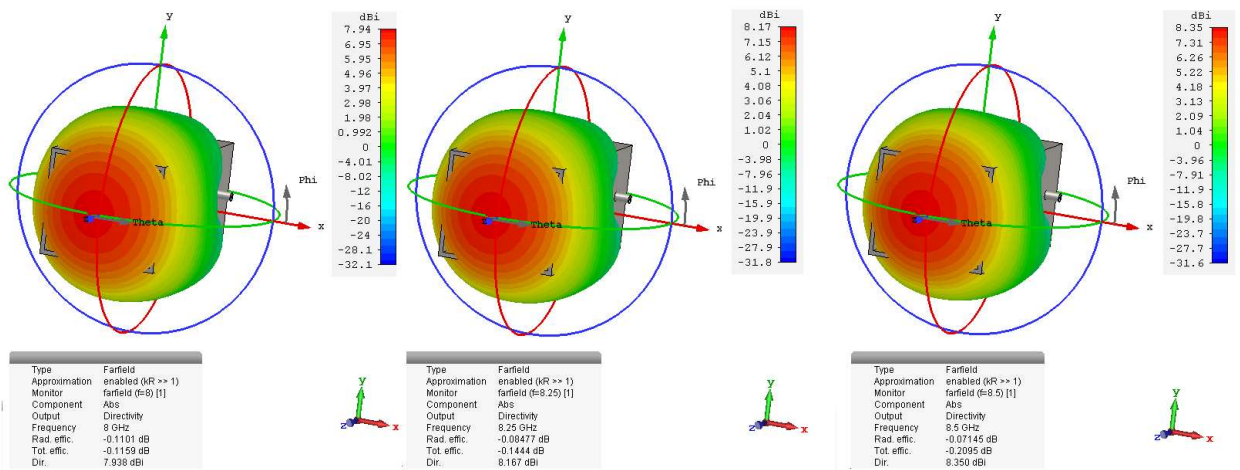 dBi
y
7.94
6.95
5.95
4.96
3.97
2.98
1.98
0.992
0
-4.01
-8.02
-12
-16
-20
-24
-28.1
-32.1
Phi
Theta
x
Type Farfield
Approximation enabled (kR >> 1)
Monitor farfield (f=8) [1]
Component Abs
Output Directivity
Frequency 8 GHz
Rad. effic. -0.1101 dB
Tot. effic. -0.1159 dB
Dir. 7.938 dBi
y
z
x
dBi
y
8.17
7.15
6.12
5.1
4.08
3.06
2.04
1.02
0
-3.98
-7.96
-11.9
-15.9
-19.9
-23.9
-27.9
-31.8
Phi
Theta
x
Type Farfield
Approximation enabled (kR >> 1)
Monitor farfield (f=8.25) [1]
Component Abs
Output Directivity
Frequency 8.25 GHz
Rad. effic. -0.08477 dB
Tot. effic. -0.1444 dB
Dir. 8.167 dBi
y
z
x
dBi
y
8.35
7.31
6.26
5.22
4.18
3.13
2.09
1.04
0
-3.96
-7.91
-11.9
-15.8
-19.8
-23.7
-27.7
-31.6
Phi
Theta
x
Type Farfield
Approximation enabled (kR >> 1)
Monitor farfield (f=8.5) [1]
Component Abs
Output Directivity
Frequency 8.5 GHz
Rad. effic. -0.07145 dB
Tot. effic. -0.2095 dB
Dir. 8.350 dBi
y
z
x